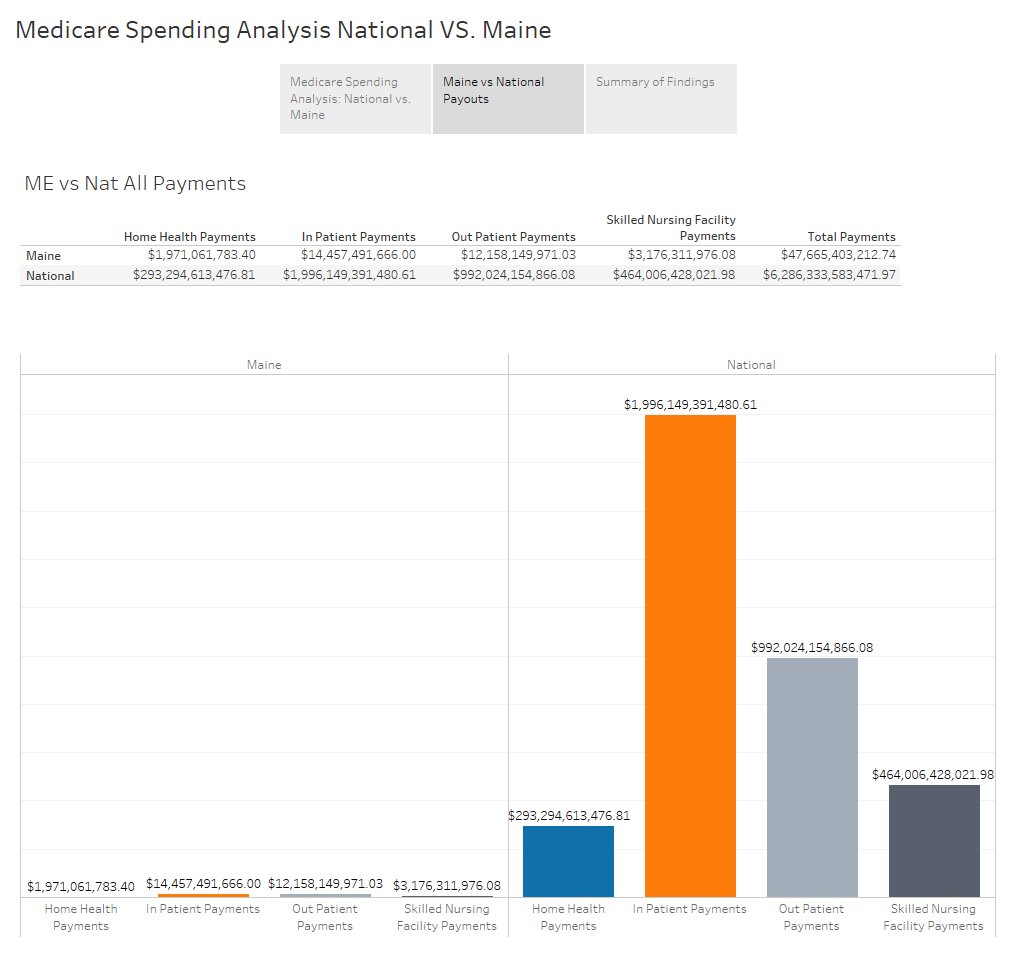 Medicare Spending Analysis National VS. Maine
Medicare Spending
Analysis: National vs.
Maine
Maine vs National
Payouts
Summary of Findings
ME vs Nat All Payments
Skilled Nursing Facility
Home Health Payments In Patient Payments Out Patient Payments Payments Total Payments
Maine $1,971,061,783.40 $14,457,491,666.00 $12,158,149,971.03 $3,176,311,976.08 $47,665,403,212.74
National $293,294,613,476.81 $1,996,149,391,480.61 $992,024,154,866.08 $464,006,428,021.98 $6,286,333,583,471.97
Maine National
$1,996,149,391,480.61
$992,024,154,866.08
$464,006,428,021.98
$293,294,613,476.81
$1,971,061,783.40 $14,457,491,666.00 $12,158,149,971.03 $3,176,311,976.08
Home Health In Patient Payments Out Patient Skilled Nursing Home Health In Patient Payments Out Patient Skilled Nursing
Payments Payments Facility Payments Payments Payments Facility Payments